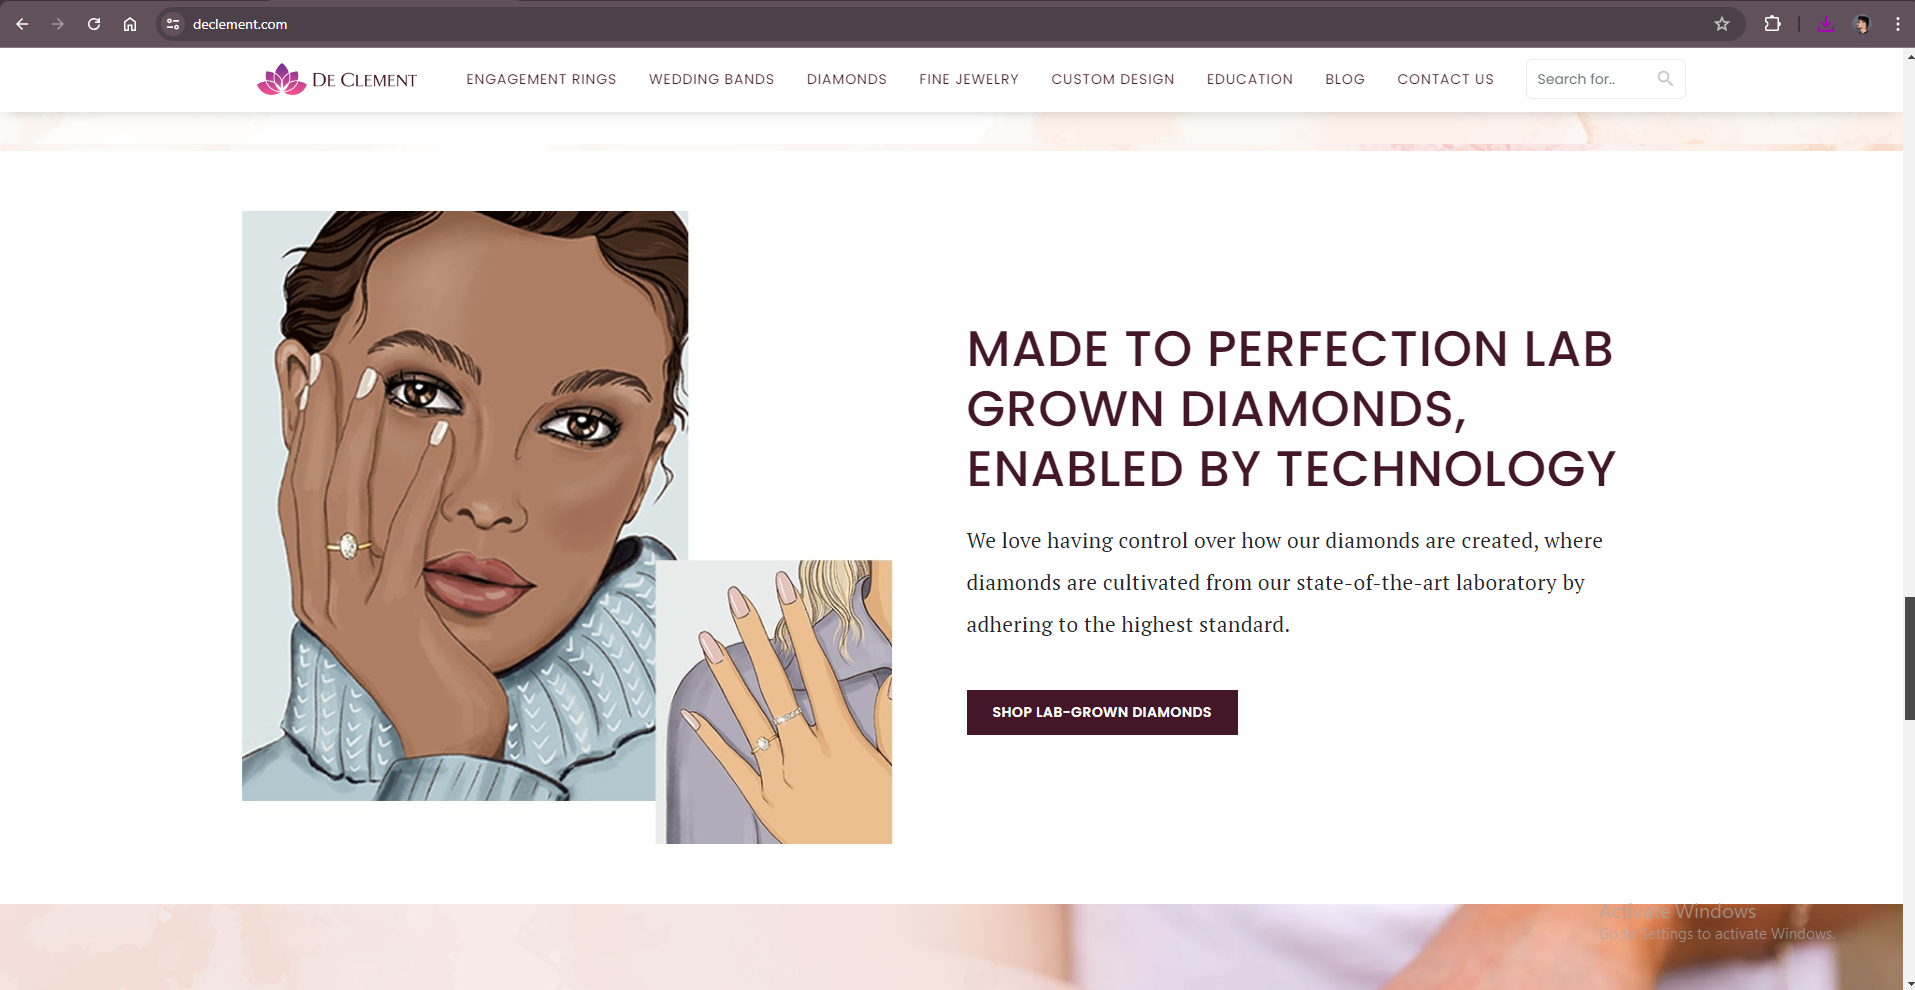 declement.com
DE CLEMENT
ENGAGEMENT RINGS
WEDDING BANDS
DIAMONDS
FINE JEWELRY
CUSTOM DESIGN
EDUCATION
BLOG
CONTACT US
Search for..
MADE TO PERFECTION LAB
GROWN DIAMONDS,
ENABLED BY TECHNOLOGY
We love having control over how our diamonds are created, where
diamonds are cultivated from our state-of-the-art laboratory by
adhering to the highest standard.
SHOP LAB-GROWN DIAMONDS
Activate Windows
Go to Settings to activate Windows.